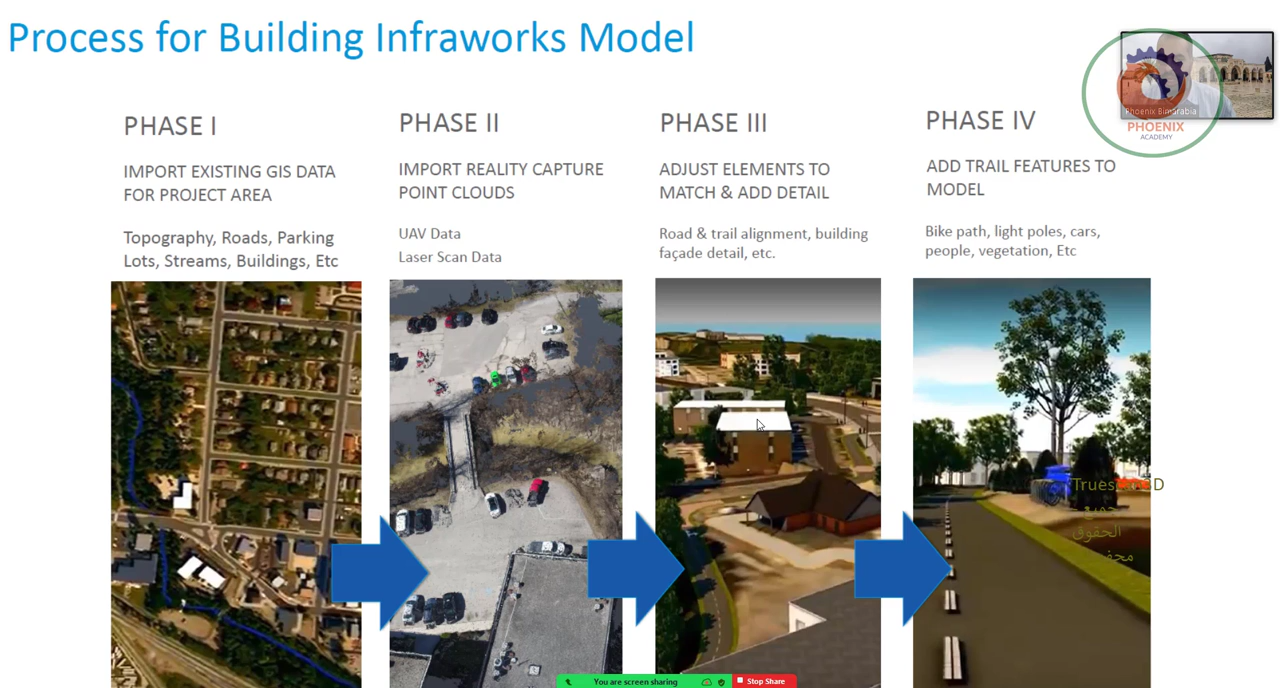 Process for Building Infraworks Model
Phoenix Bimarabia
PHOENIX
ACADEMY
PHASE I
IMPORT EXISTING GIS DATA
FOR PROJECT AREA
Topography, Roads, Parking
Lots, Streams, Buildings, Etc
PHASE II
IMPORT REALITY CAPTURE
POINT CLOUDS
UAV Data
Laser Scan Data
PHASE III
ADJUST ELEMENTS TO
MATCH & ADD DETAIL
Road & trail alignment, building
façade detail, etc.
PHASE IV
ADD TRAIL FEATURES TO
MODEL
Bike path, light poles, cars,
people, vegetation, Etc
الحقوق
You are screen sharing
Stop Share